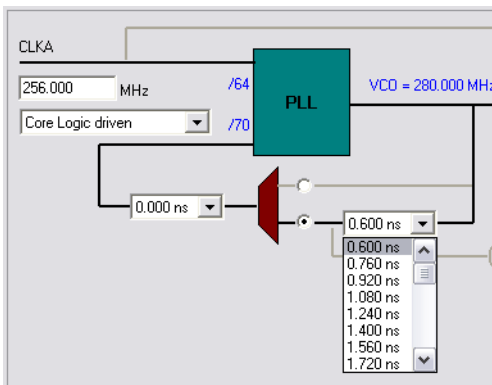 CLKA
256.000 MHz
/64
PLL
VCO = 280.000 MHz
Core Logic driven
/70
0.000 ns
0.600 ns
0.600 ns
0.760 ns
0.920 ns
1.080 ns
1.240 ns
1.400 ns
1.560 ns
1.720 ns